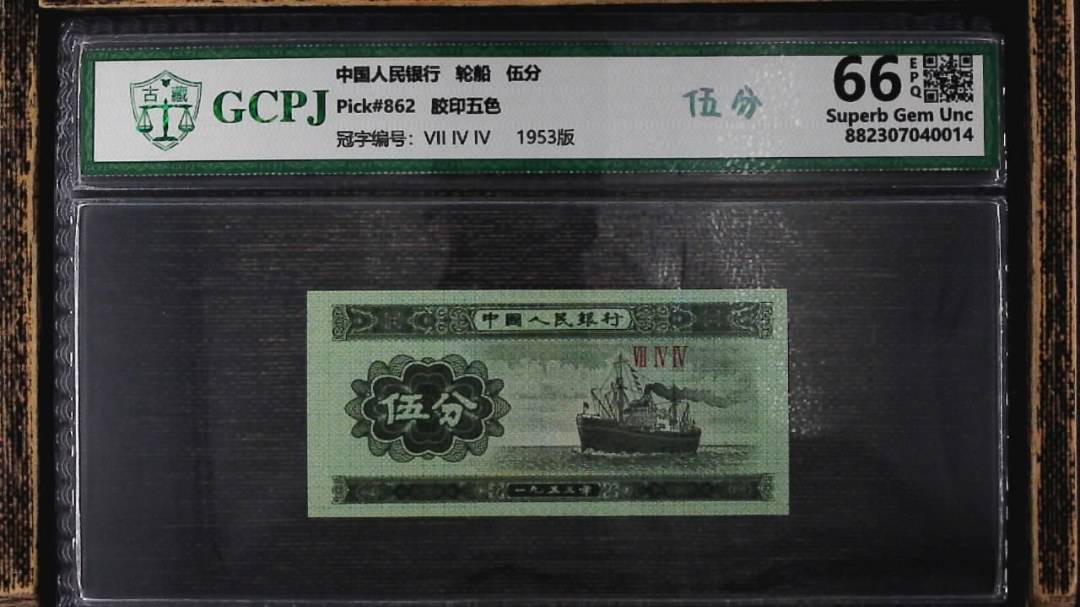 古藏
GCPJ
中国人民银行 轮船 伍分
Pick#862 胶印五色
冠字编号: VII IV IV 1953版
伍分
66 EPQ
Superb Gem Unc
882307040014
中國人民銀行
VII IV IV
伍分
一九五三年